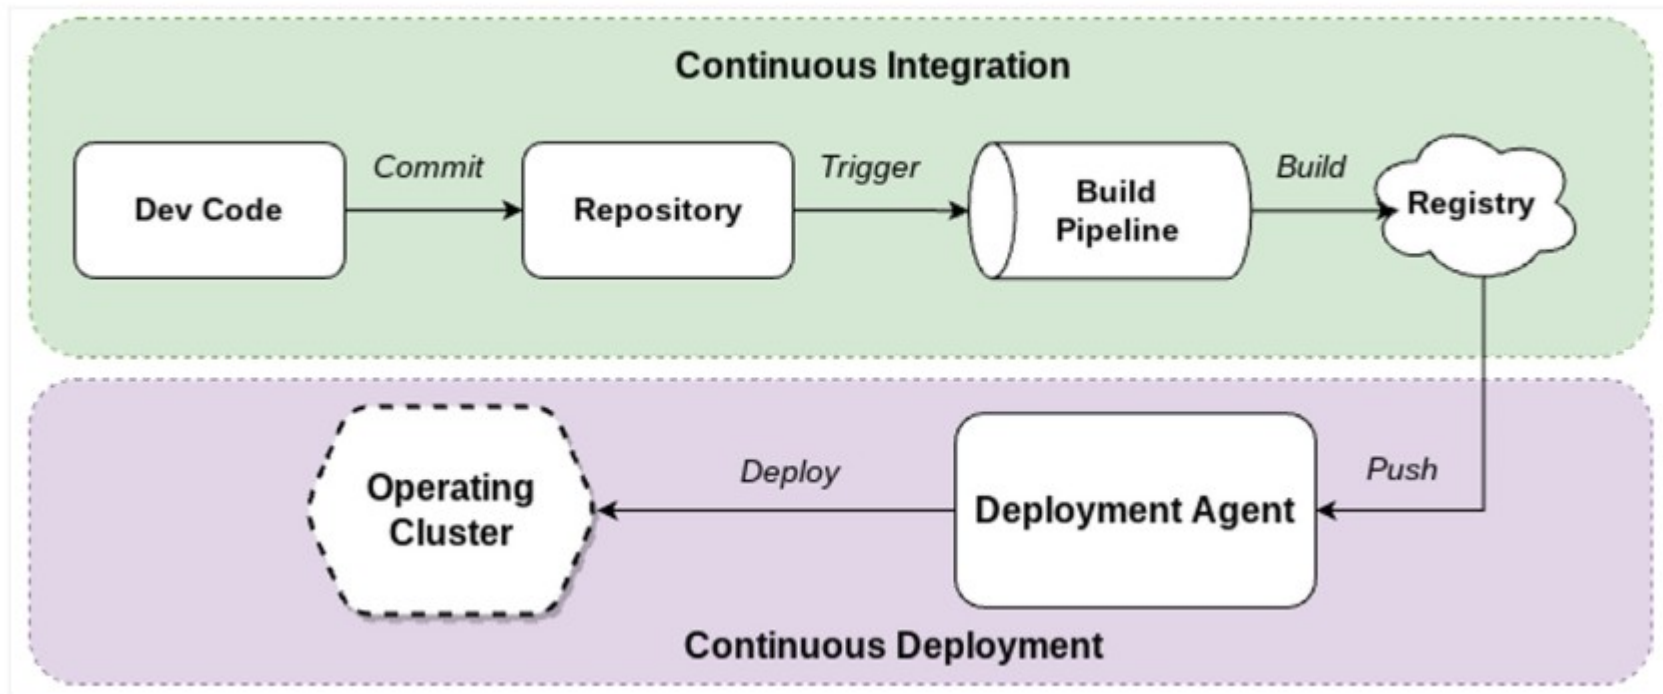 Continuous Integration
Dev Code
Commit
Repository
Trigger
Build
Pipeline
Build
Registry
Push
Deployment Agent
Deploy
Operating
Cluster
Continuous Deployment